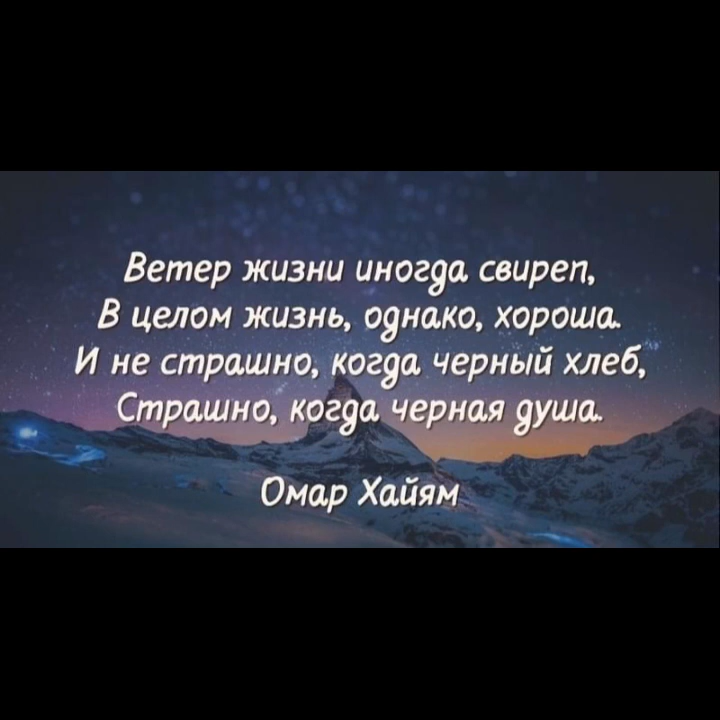 Ветер жизни иногда свиреп,
В целом жизнь, однако, хороша.
И не страшно, когда черный хлеб,
Страшно, когда черная душа.
Омар Хайям